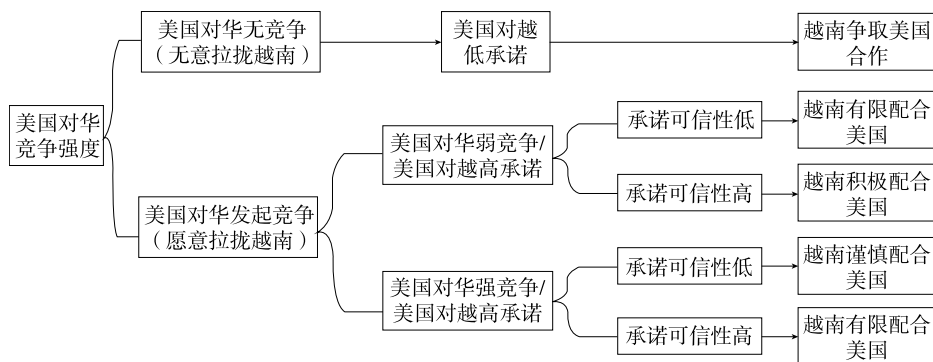 美国对华
竞争强度
美国对华无竞争
（无意拉拢越南）
美国对越
低承诺
越南争取美国
合作
美国对华发起竞争
（愿意拉拢越南）
美国对华弱竞争/
美国对越高承诺
承诺可信性低
越南有限配合
美国
承诺可信性高
越南积极配合
美国
美国对华强竞争/
美国对越高承诺
承诺可信性低
越南谨慎配合
美国
承诺可信性高
越南有限配合
美国